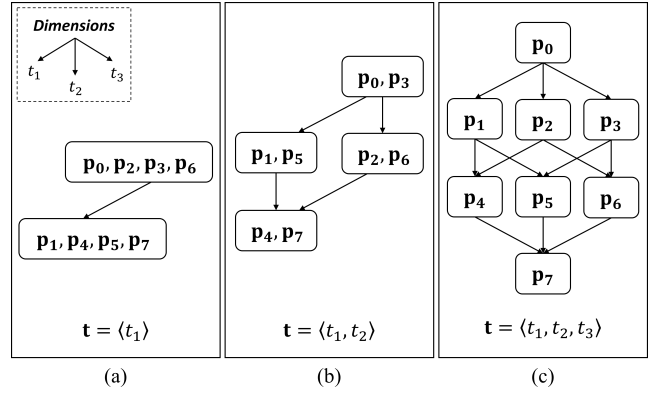 Dimensions
t₁
t₂
t₃
p₀, p₂, p₃, p₆
p₁, p₄, p₅, p₇
t = ⟨t₁⟩
(a)
p₀, p₃
p₁, p₅
p₂, p₆
p₄, p₇
t = ⟨t₁, t₂⟩
(b)
p₀
p₁
p₂
p₃
p₄
p₅
p₆
p₇
t = ⟨t₁, t₂, t₃⟩
(c)